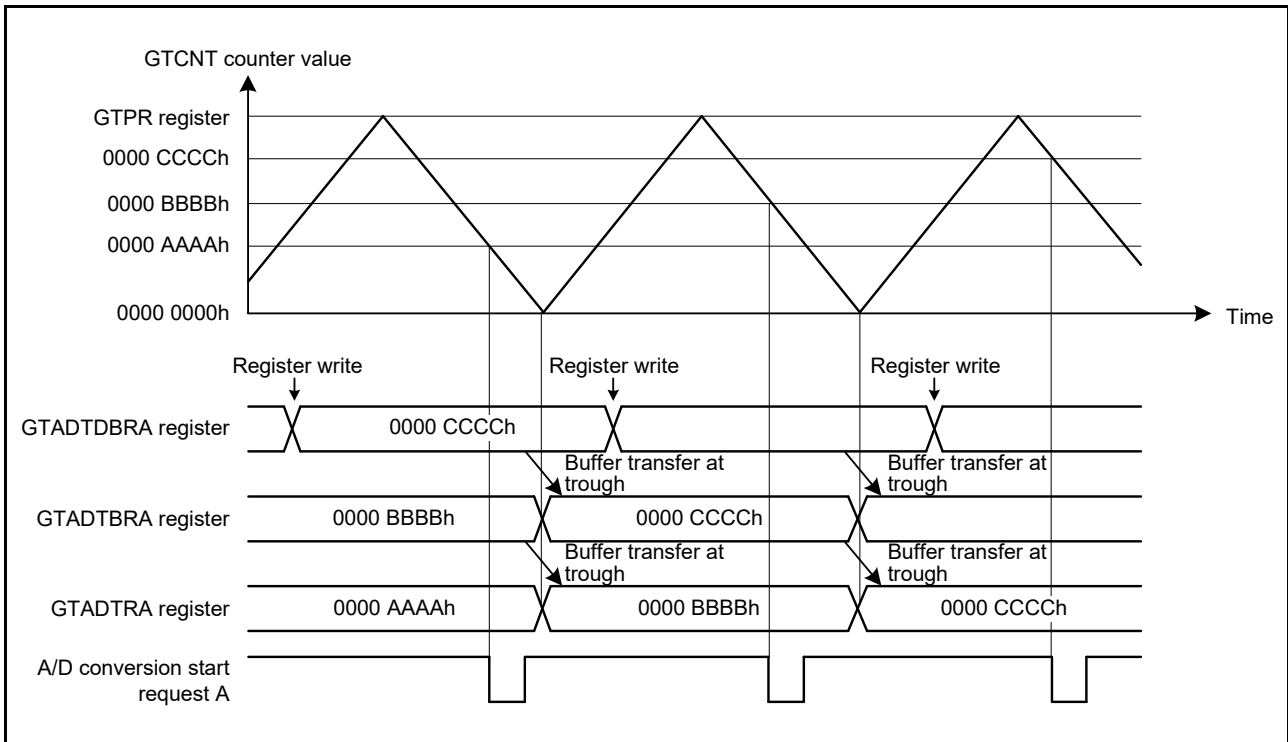 GTCNT counter value
GTPR register
0000 CCCCh
0000 BBBBh
0000 AAAAh
0000 0000h
Time
Register write
Register write
Register write
GTADTDBRA register
0000 CCCCh
Buffer transfer at
trough
Buffer transfer at
trough
GTADTBRA register
0000 BBBBh
0000 CCCCh
Buffer transfer at
trough
Buffer transfer at
trough
GTADTRA register
0000 AAAAh
0000 BBBBh
0000 CCCCh
A/D conversion start
request A